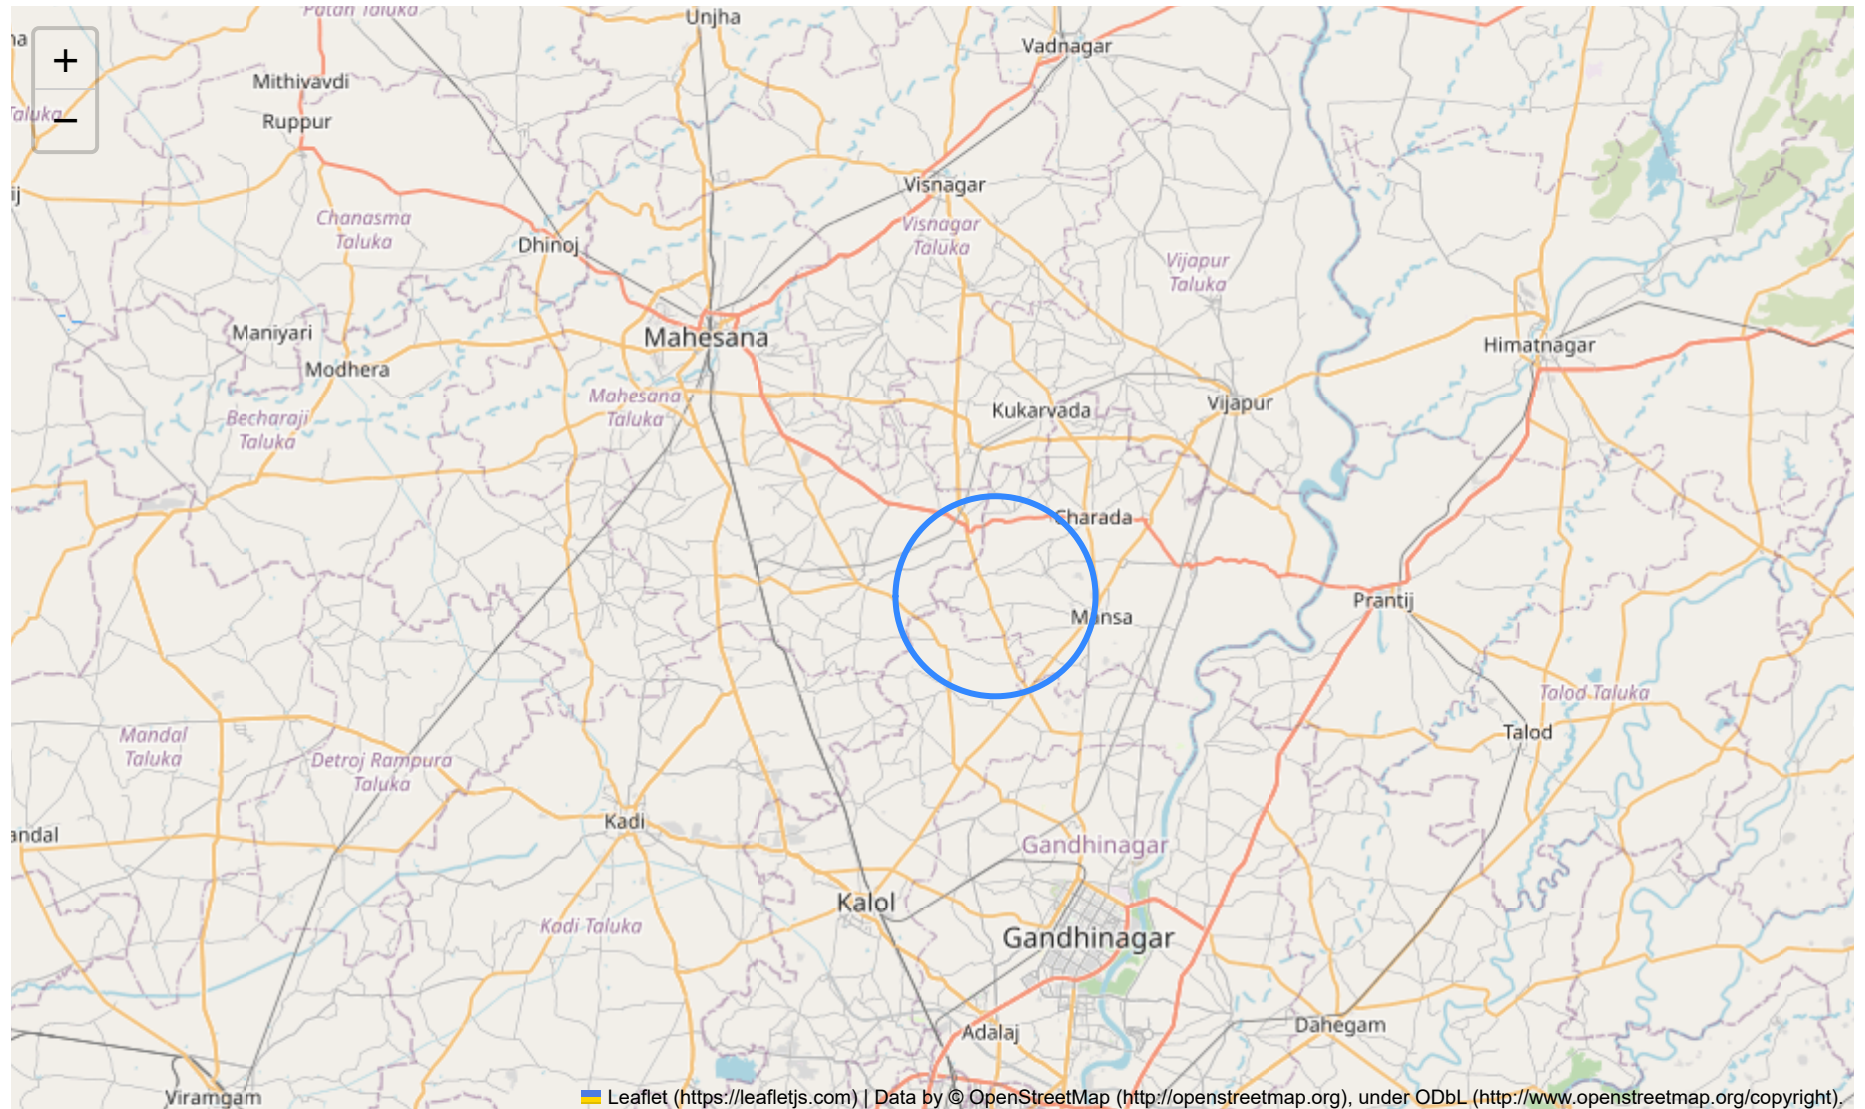 Patan Taluka
Unjha
Vadnagar
+
−
Mithivavdi
Taluka
Ruppur
Visnagar
Chanasma
Taluka
Visnagar
Taluka
Dhinoj
Vijapur
Taluka
Maniyari
Mahesana
Himatnagar
Modhera
Mahesana
Taluka
Becharaji
Taluka
Kukarvada
Vijapur
Charada
Mansa
Prantij
Talod Taluka
Talod
Mandal
Taluka
Detroj Rampura
Taluka
Kadi
andal
Gandhinagar
Kalol
Kadi Taluka
Gandhinagar
Adalaj
Dahegam
Viramgam
Leaflet (https://leafletjs.com) | Data by © OpenStreetMap (http://openstreetmap.org), under ODbL (http://www.openstreetmap.org/copyright).